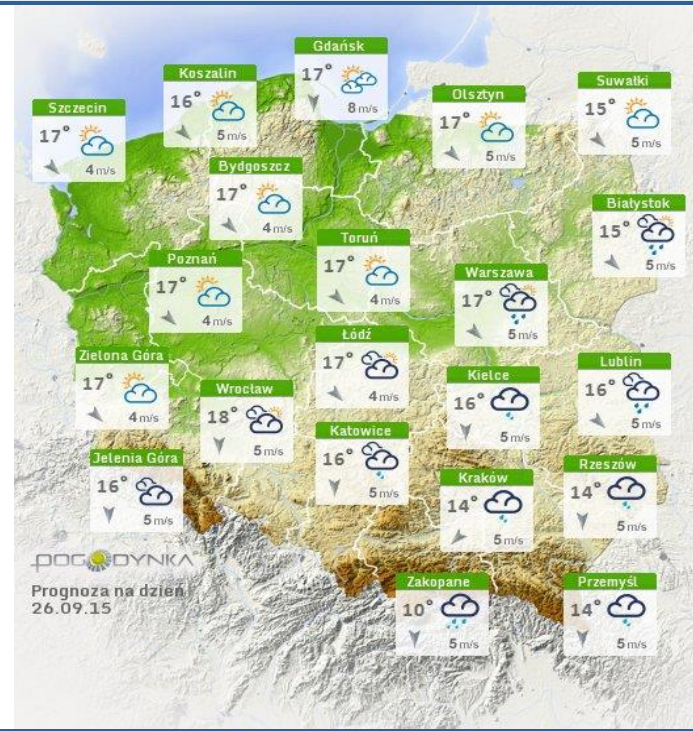 Gdańsk
17°
8 m/s
Koszalin
16°
5 m/s
Szczecin
17°
4 m/s
Olsztyn
17°
5 m/s
Suwałki
15°
5 m/s
Bydgoszcz
17°
4 m/s
Białystok
15°
5 m/s
Toruń
17°
4 m/s
Poznań
17°
4 m/s
Warszawa
17°
5 m/s
Łódź
17°
4 m/s
Zielona Góra
17°
4 m/s
Wrocław
18°
5 m/s
Kielce
16°
5 m/s
Lublin
16°
5 m/s
Katowice
16°
5 m/s
Jelenia Góra
16°
5 m/s
Kraków
14°
5 m/s
Rzeszów
14°
5 m/s
POGODYNKA
Prognoza na dzień
26.09.15
Zakopane
10°
5 m/s
Przemyśl
14°
5 m/s